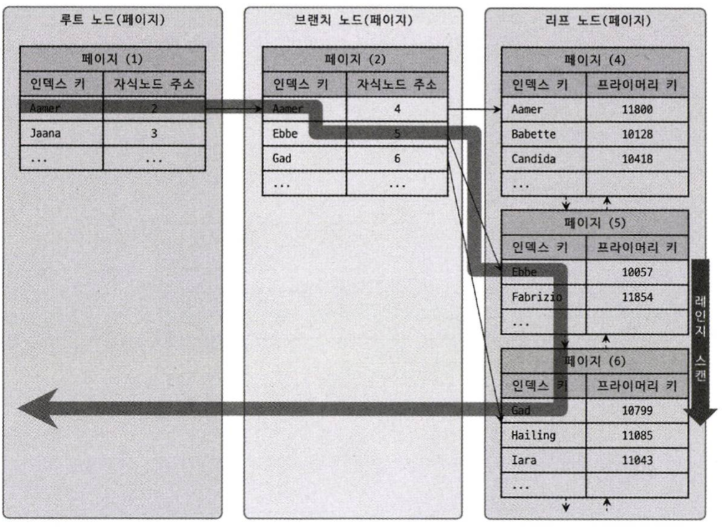 루트 노드(페이지)
페이지 (1)
인덱스 키 자식노드 주소
Aamer 2
Jaana 3
... ...
브랜치 노드(페이지)
페이지 (2)
인덱스 키 자식노드 주소
Aamer 4
Ebbe 5
Gad 6
... ...
리프 노드(페이지)
페이지 (4)
인덱스 키 프라이머리 키
Aamer 11800
Babette 10128
Candida 10418
...
페이지 (5)
인덱스 키 프라이머리 키
Ebbe 10057
Fabrizio 11854
...
페이지 (6)
인덱스 키 프라이머리 키
Gad 10799
Hailing 11085
Iara 11043
...
레인지 스캔